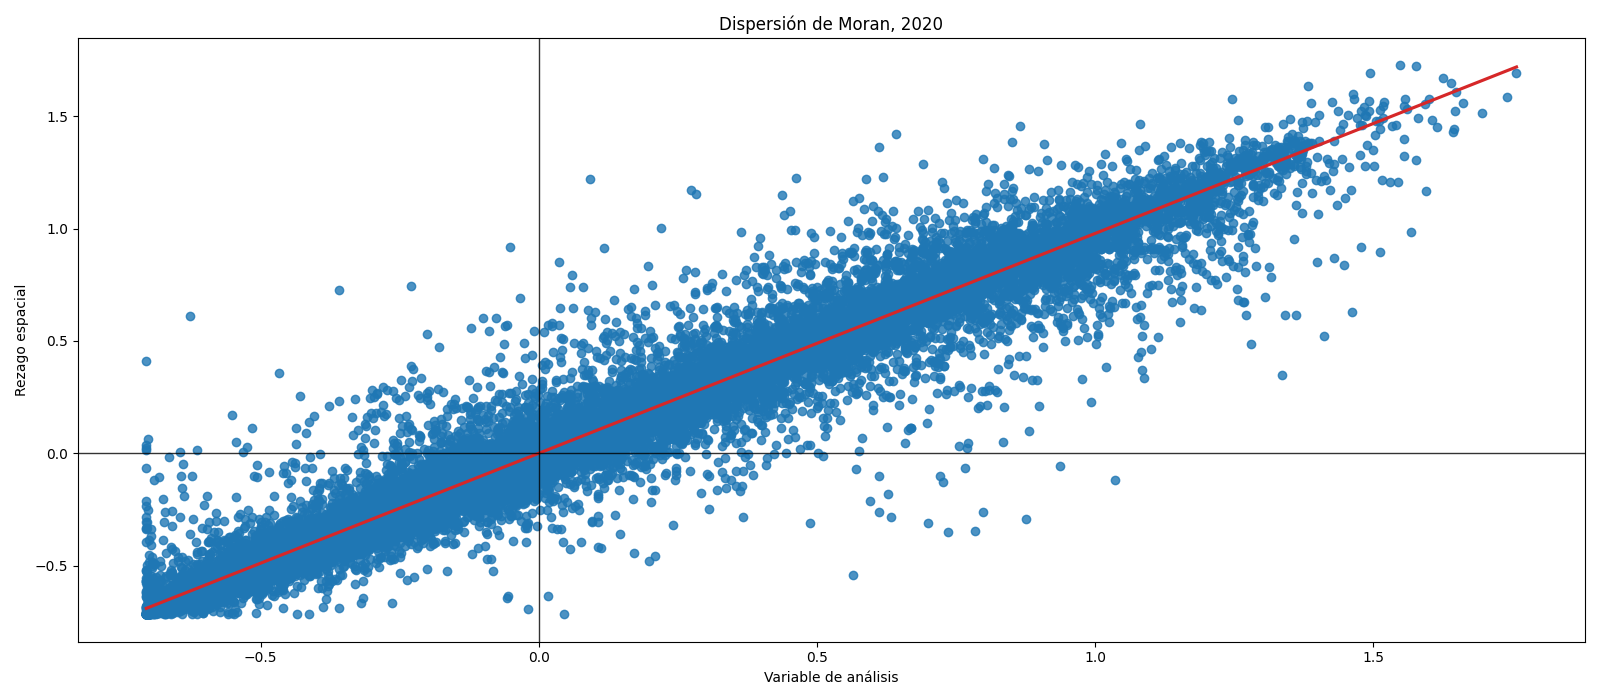 Dispersión de Moran, 2020
Rezago espacial
1.5
1.0
0.5
0.0
−0.5
−0.5 0.0 0.5 1.0 1.5
Variable de análisis